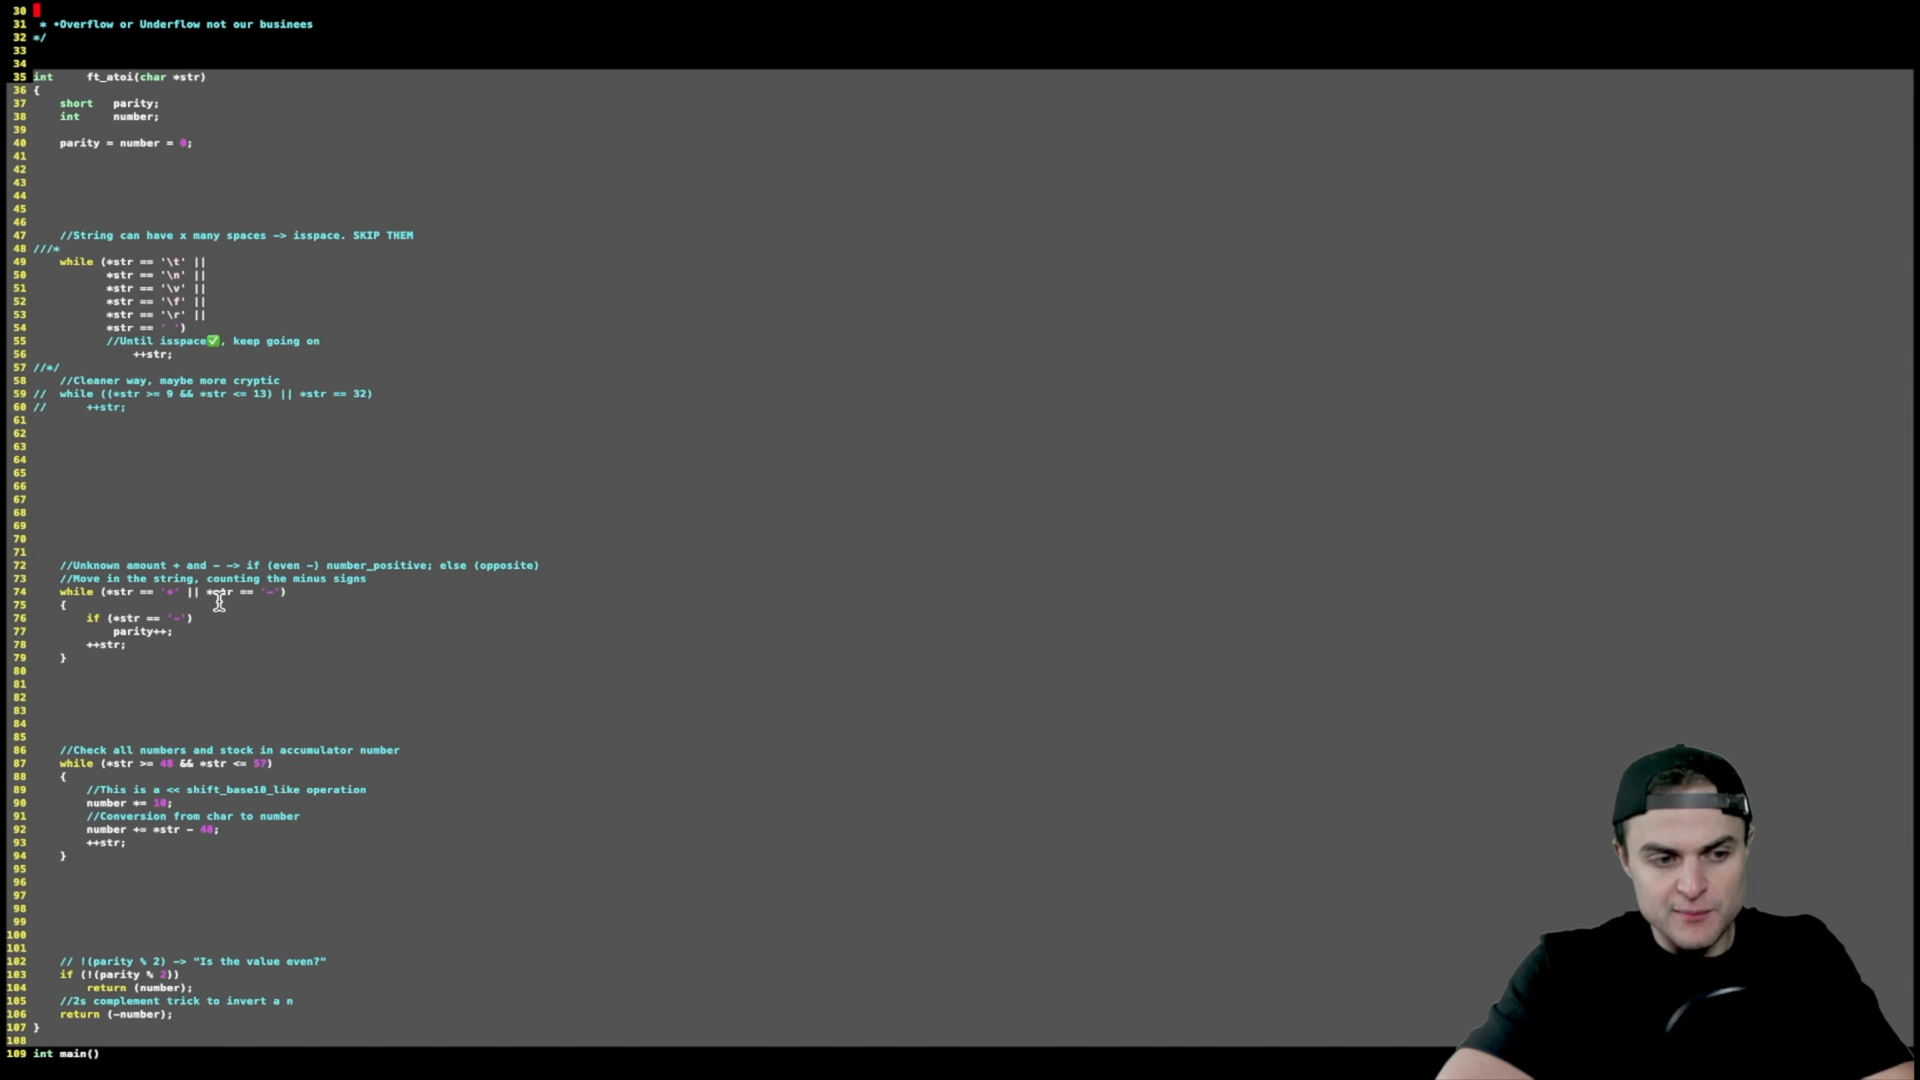 30
31 * •Overflow or Underflow not our businees
32 */
33
34
35 int ft_atoi(char *str)
36 {
37 short parity;
38 int number;
39
40 parity = number = 0;
41
42
43
44
45
46
47 //String can have x many spaces -> isspace. SKIP THEM
48 ///*
49 while (*str == '\t' ||
50 *str == '\n' ||
51 *str == '\v' ||
52 *str == '\f' ||
53 *str == '\r' ||
54 *str == ' ')
55 //Until isspace✅, keep going on
56 ++str;
57 //*/
58 //Cleaner way, maybe more cryptic
59 // while ((*str >= 9 && *str <= 13) || *str == 32)
60 // ++str;
61
62
63
64
65
66
67
68
69
70
71
72 //Unknown amount + and - -> if (even -) number_positive; else (opposite)
73 //Move in the string, counting the minus signs
74 while (*str == '+' || *str == '-')
75 {
76 if (*str == '-')
77 parity++;
78 ++str;
79 }
80
81
82
83
84
85
86 //Check all numbers and stock in accumulator number
87 while (*str >= 48 && *str <= 57)
88 {
89 //This is a << shift_base10_like operation
90 number *= 10;
91 //Conversion from char to number
92 number += *str - 48;
93 ++str;
94 }
95
96
97
98
99
100
101
102 // !(parity % 2) -> "Is the value even?"
103 if (!(parity % 2))
104 return (number);
105 //2s complement trick to invert a n
106 return (-number);
107 }
108
109 int main()